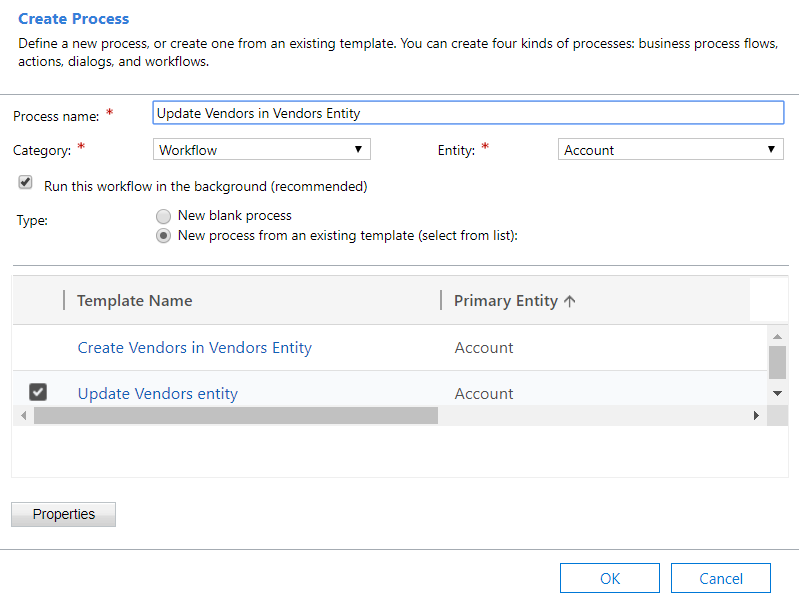 Create Process
Define a new process, or create one from an existing template. You can create four kinds of processes: business process flows,
actions, dialogs, and workflows.
Process name: * Update Vendors in Vendors Entity
Category: * Workflow Entity: * Account
Run this workflow in the background (recommended)
Type: New blank process
New process from an existing template (select from list):
Template Name Primary Entity ↑
Create Vendors in Vendors Entity Account
Update Vendors entity Account
Properties
OK Cancel